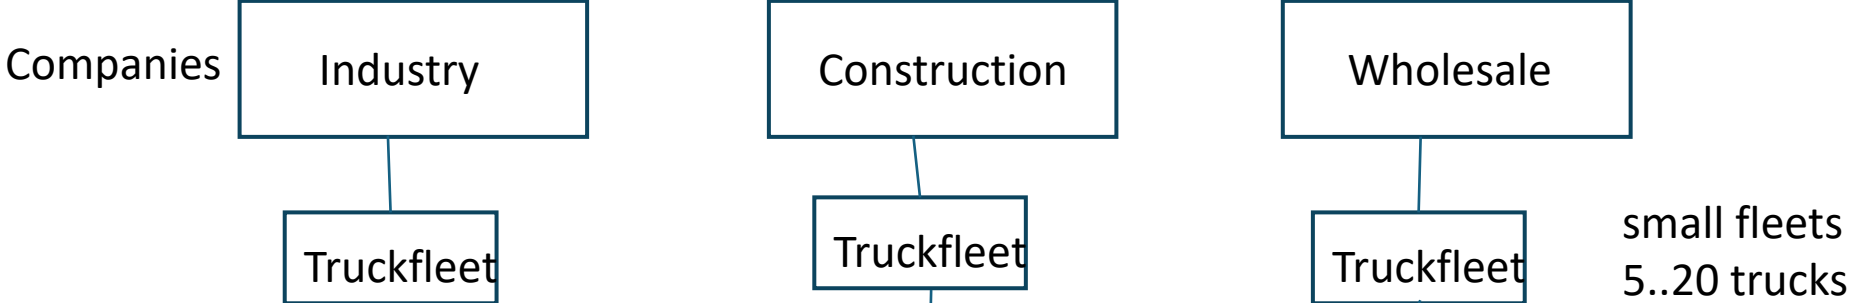 Companies
Industry
Construction
Wholesale
Truckfleet
Truckfleet
Truckfleet
small fleets
5..20 trucks